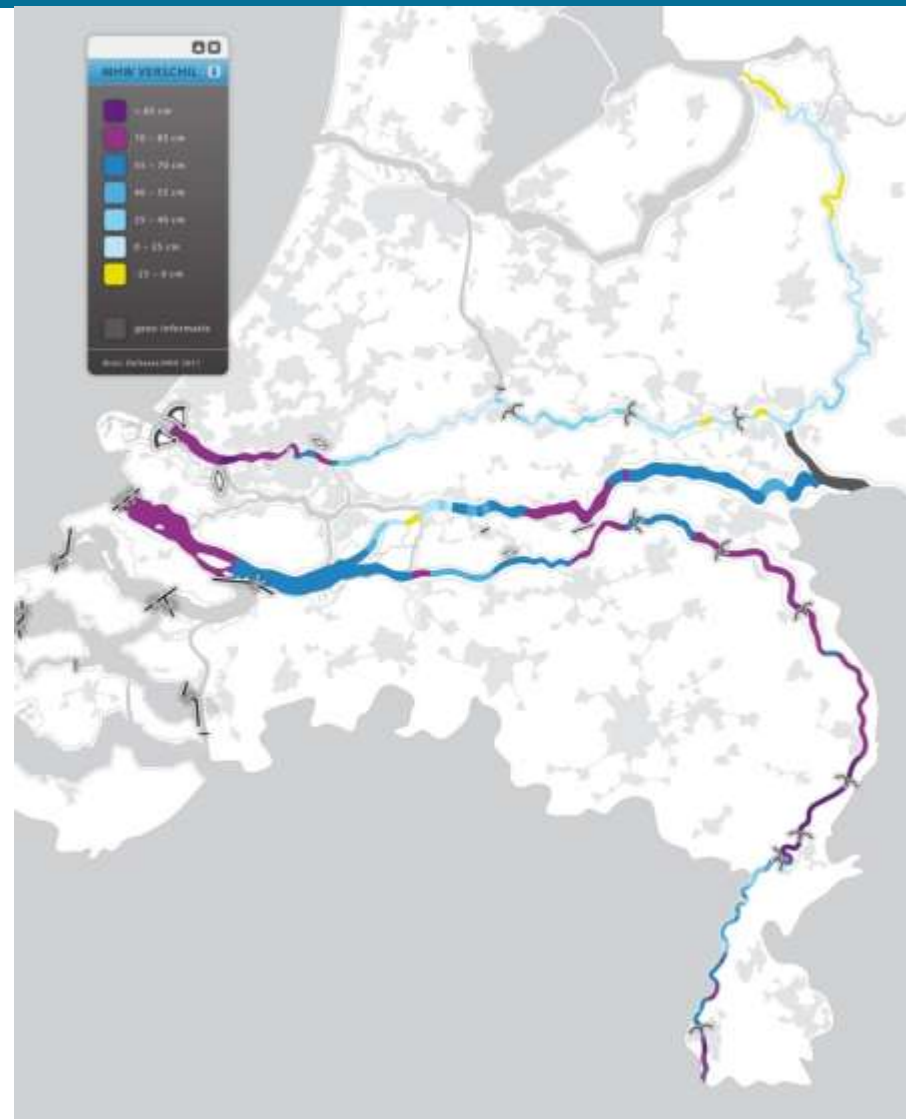 MHW VERSCHIL
> 85 cm
70 – 85 cm
55 – 70 cm
40 – 55 cm
25 – 40 cm
0 – 25 cm
-25 – 0 cm
geen informatie
2011